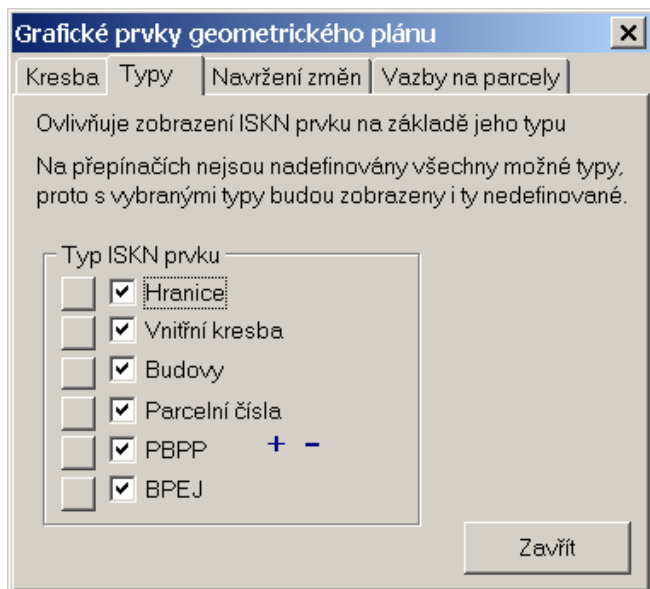 Grafické prvky geometrického plánu
Kresba Typy Navržení změn Vazby na parcely
Ovlivňuje zobrazení ISKN prvku na základě jeho typu
Na přepínačích nejsou nadefinovány všechny možné typy,
proto s vybranými typy budou zobrazeny i ty nedefinované.
Typ ISKN prvku
Hranice
Vnitřní kresba
Budovy
Parcelní čísla
PBPP + -
BPEJ
Zavřít